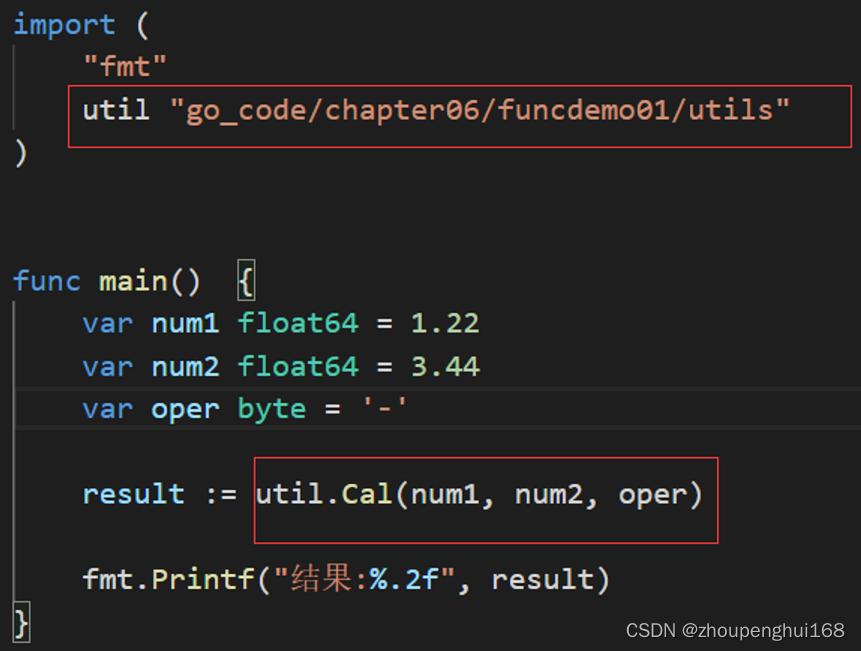 import (
"fmt"
util "go_code/chapter06/funcdemo01/utils"
)
func main() {
var num1 float64 = 1.22
var num2 float64 = 3.44
var oper byte = '-'
result := util.Cal(num1, num2, oper)
fmt.Printf("结果:%.2f", result)
}
CSDN @zhoupenghui168